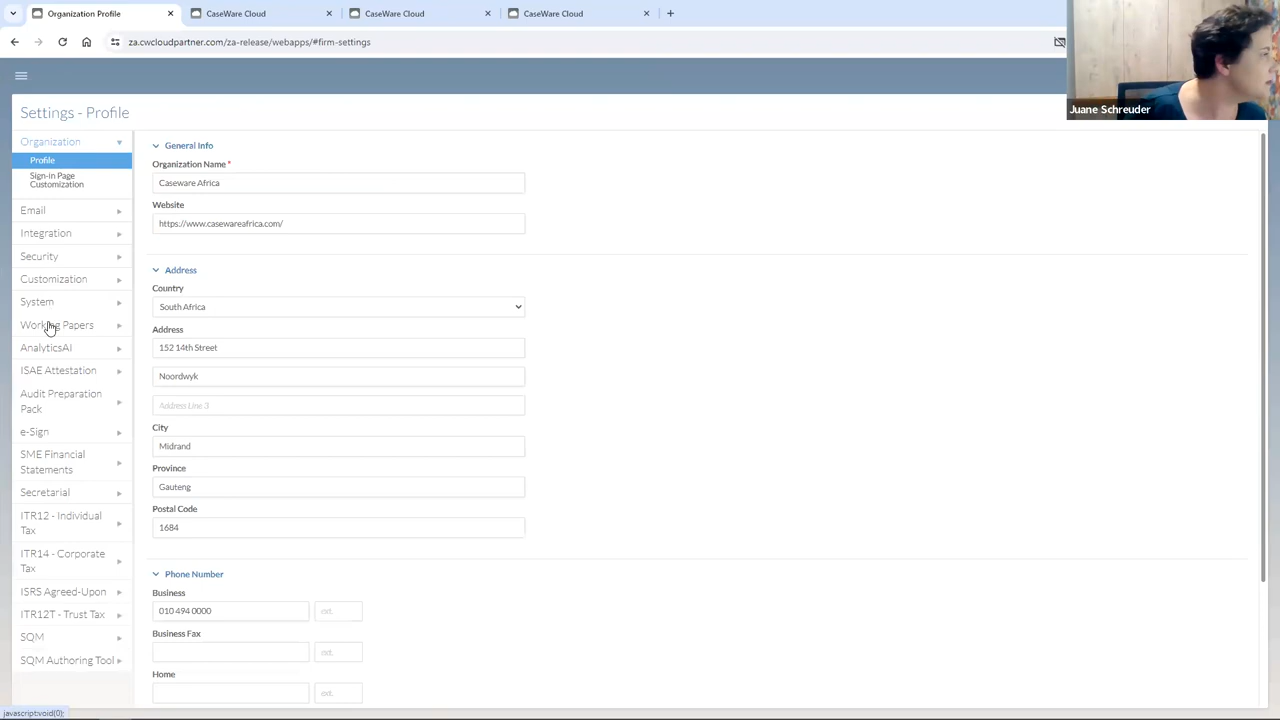 Organization Profile
CaseWare Cloud
CaseWare Cloud
CaseWare Cloud
za.cwcloudpartner.com/za-release/webapps/#firm-settings
Juane Schreuder
Settings - Profile
Organization
Profile
Sign-in Page
Customization
Email
Integration
Security
Customization
System
Working Papers
AnalyticsAI
ISAE Attestation
Audit Preparation
Pack
e-Sign
SME Financial
Statements
Secretarial
ITR12 - Individual
Tax
ITR14 - Corporate
Tax
ISRS Agreed-Upon
ITR12T - Trust Tax
SQM
SQM Authoring Tool
General Info
Organization Name *
Caseware Africa
Website
https://www.casewareafrica.com/
Address
Country
South Africa
Address
152 14th Street
Noordwyk
Address Line 3
City
Midrand
Province
Gauteng
Postal Code
1684
Phone Number
Business
010 494 0000
ext.
Business Fax
ext.
Home
ext.
javascript:void(0);